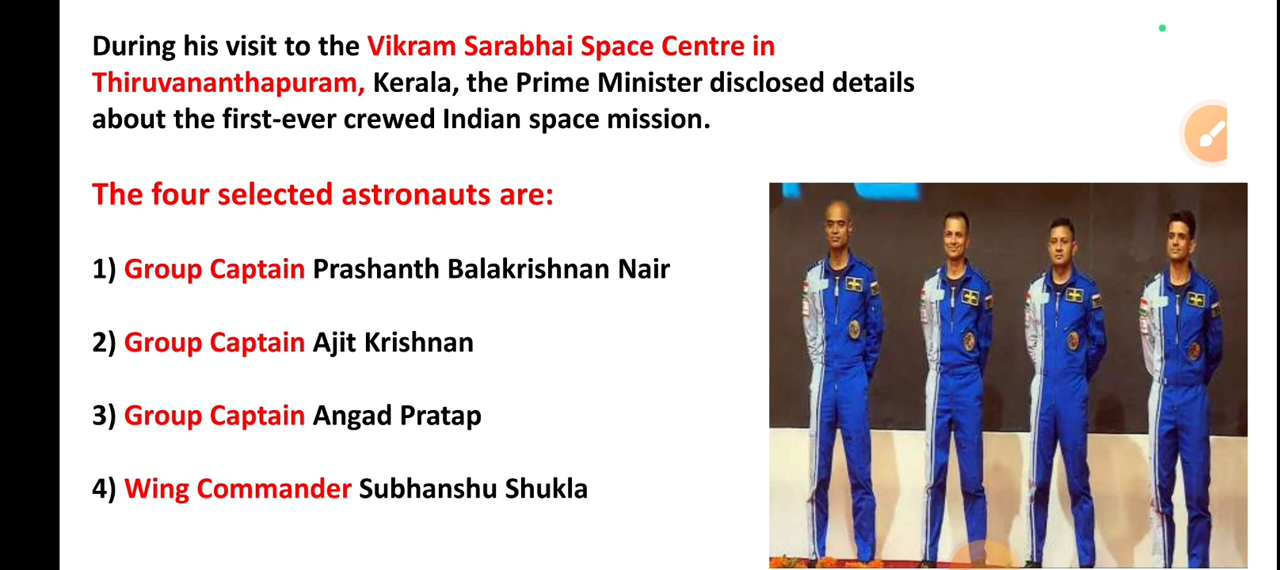 During his visit to the Vikram Sarabhai Space Centre in
Thiruvananthapuram, Kerala, the Prime Minister disclosed details
about the first-ever crewed Indian space mission.
The four selected astronauts are:
1) Group Captain Prashanth Balakrishnan Nair
2) Group Captain Ajit Krishnan
3) Group Captain Angad Pratap
4) Wing Commander Subhanshu Shukla